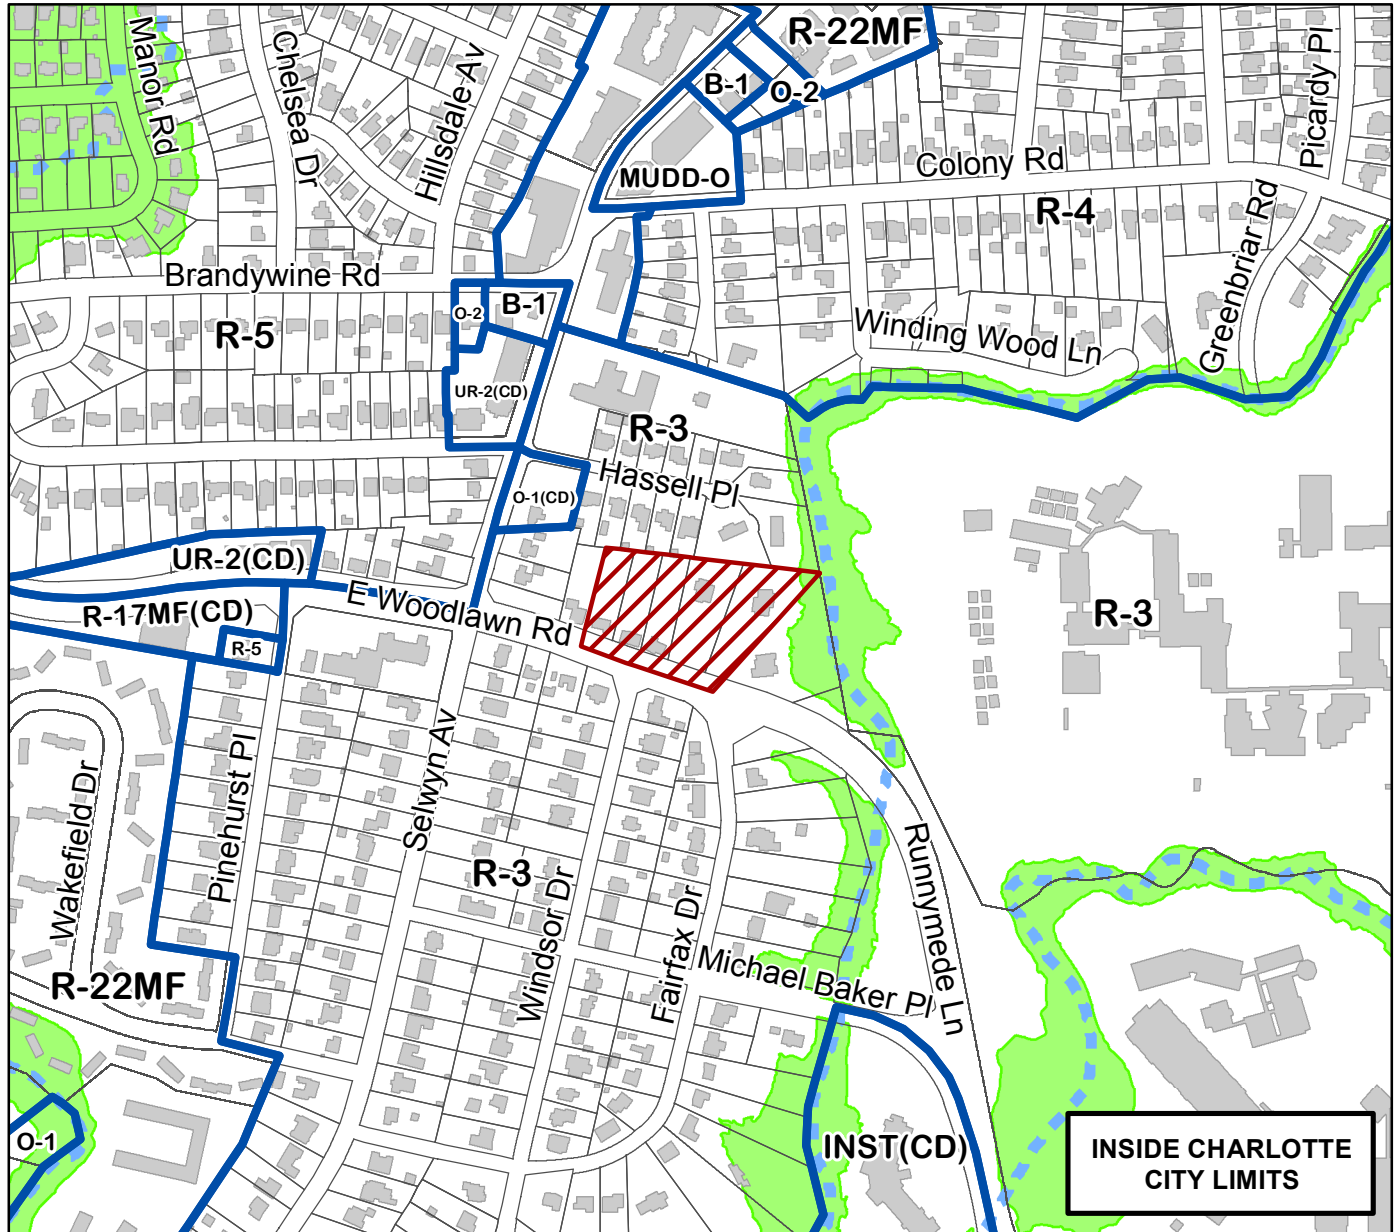 R-22MF
Manor Rd
Chelsea Dr
Hillsdale Av
B-1
O-2
Picardy Pl
Colony Rd
MUDD-O
R-4
Greenbriar Rd
Brandywine Rd
O-2
B-1
R-5
Winding Wood Ln
UR-2(CD)
R-3
Hassell Pl
O-1(CD)
UR-2(CD)
E Woodlawn Rd
R-17MF(CD)
R-5
R-3
Selwyn Av
Pinehurst Pl
Wakefield Dr
R-3
Windsor Dr
Fairfax Dr
Runnymede Ln
Michael Baker Pl
R-22MF
O-1
INST(CD)
INSIDE CHARLOTTE
CITY LIMITS